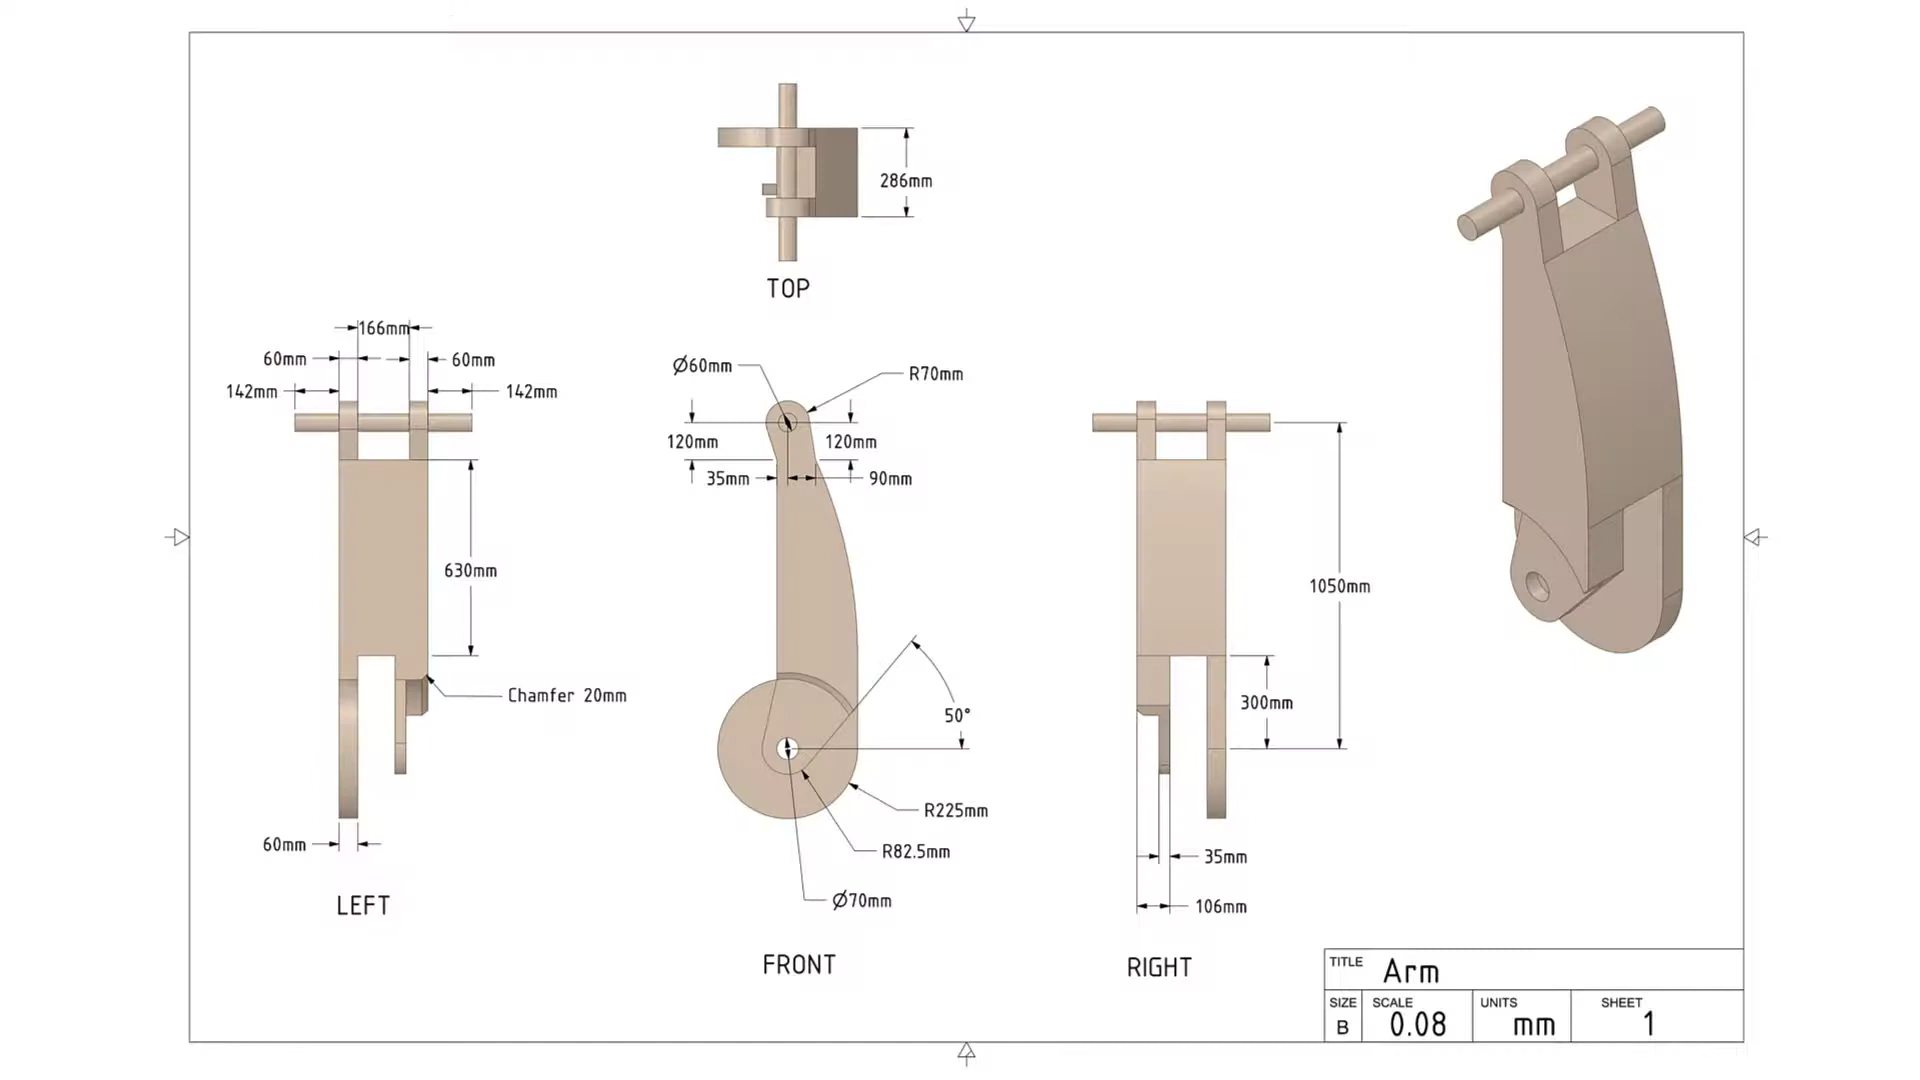 286mm
TOP
166mm
60mm
60mm
142mm
142mm
630mm
Chamfer 20mm
60mm
LEFT
Ø60mm
R70mm
120mm
120mm
35mm
90mm
50°
R225mm
R82.5mm
Ø70mm
FRONT
1050mm
300mm
35mm
106mm
RIGHT
TITLE Arm
SIZE B
SCALE 0.08
UNITS mm
SHEET 1